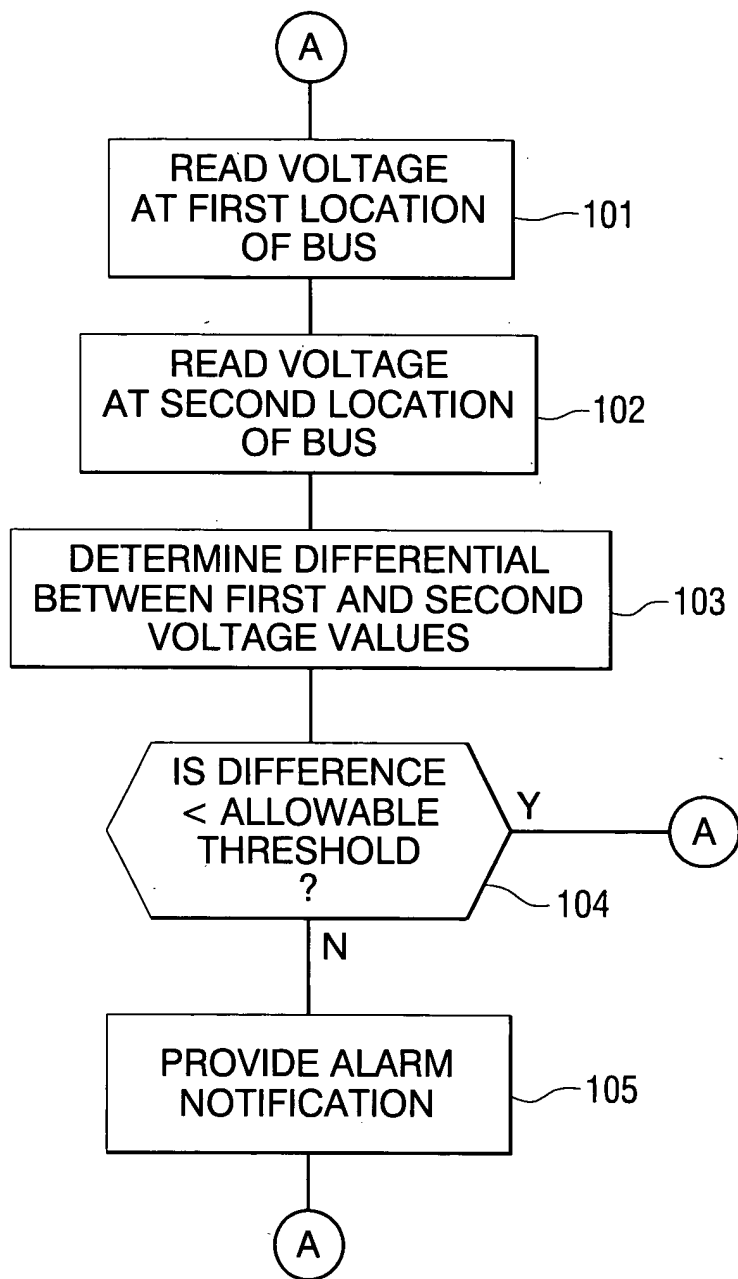 A
READ VOLTAGE
AT FIRST LOCATION
OF BUS
101
READ VOLTAGE
AT SECOND LOCATION
OF BUS
102
DETERMINE DIFFERENTIAL
BETWEEN FIRST AND SECOND
VOLTAGE VALUES
103
IS DIFFERENCE
< ALLOWABLE
THRESHOLD
?
Y
A
104
N
PROVIDE ALARM
NOTIFICATION
105
A